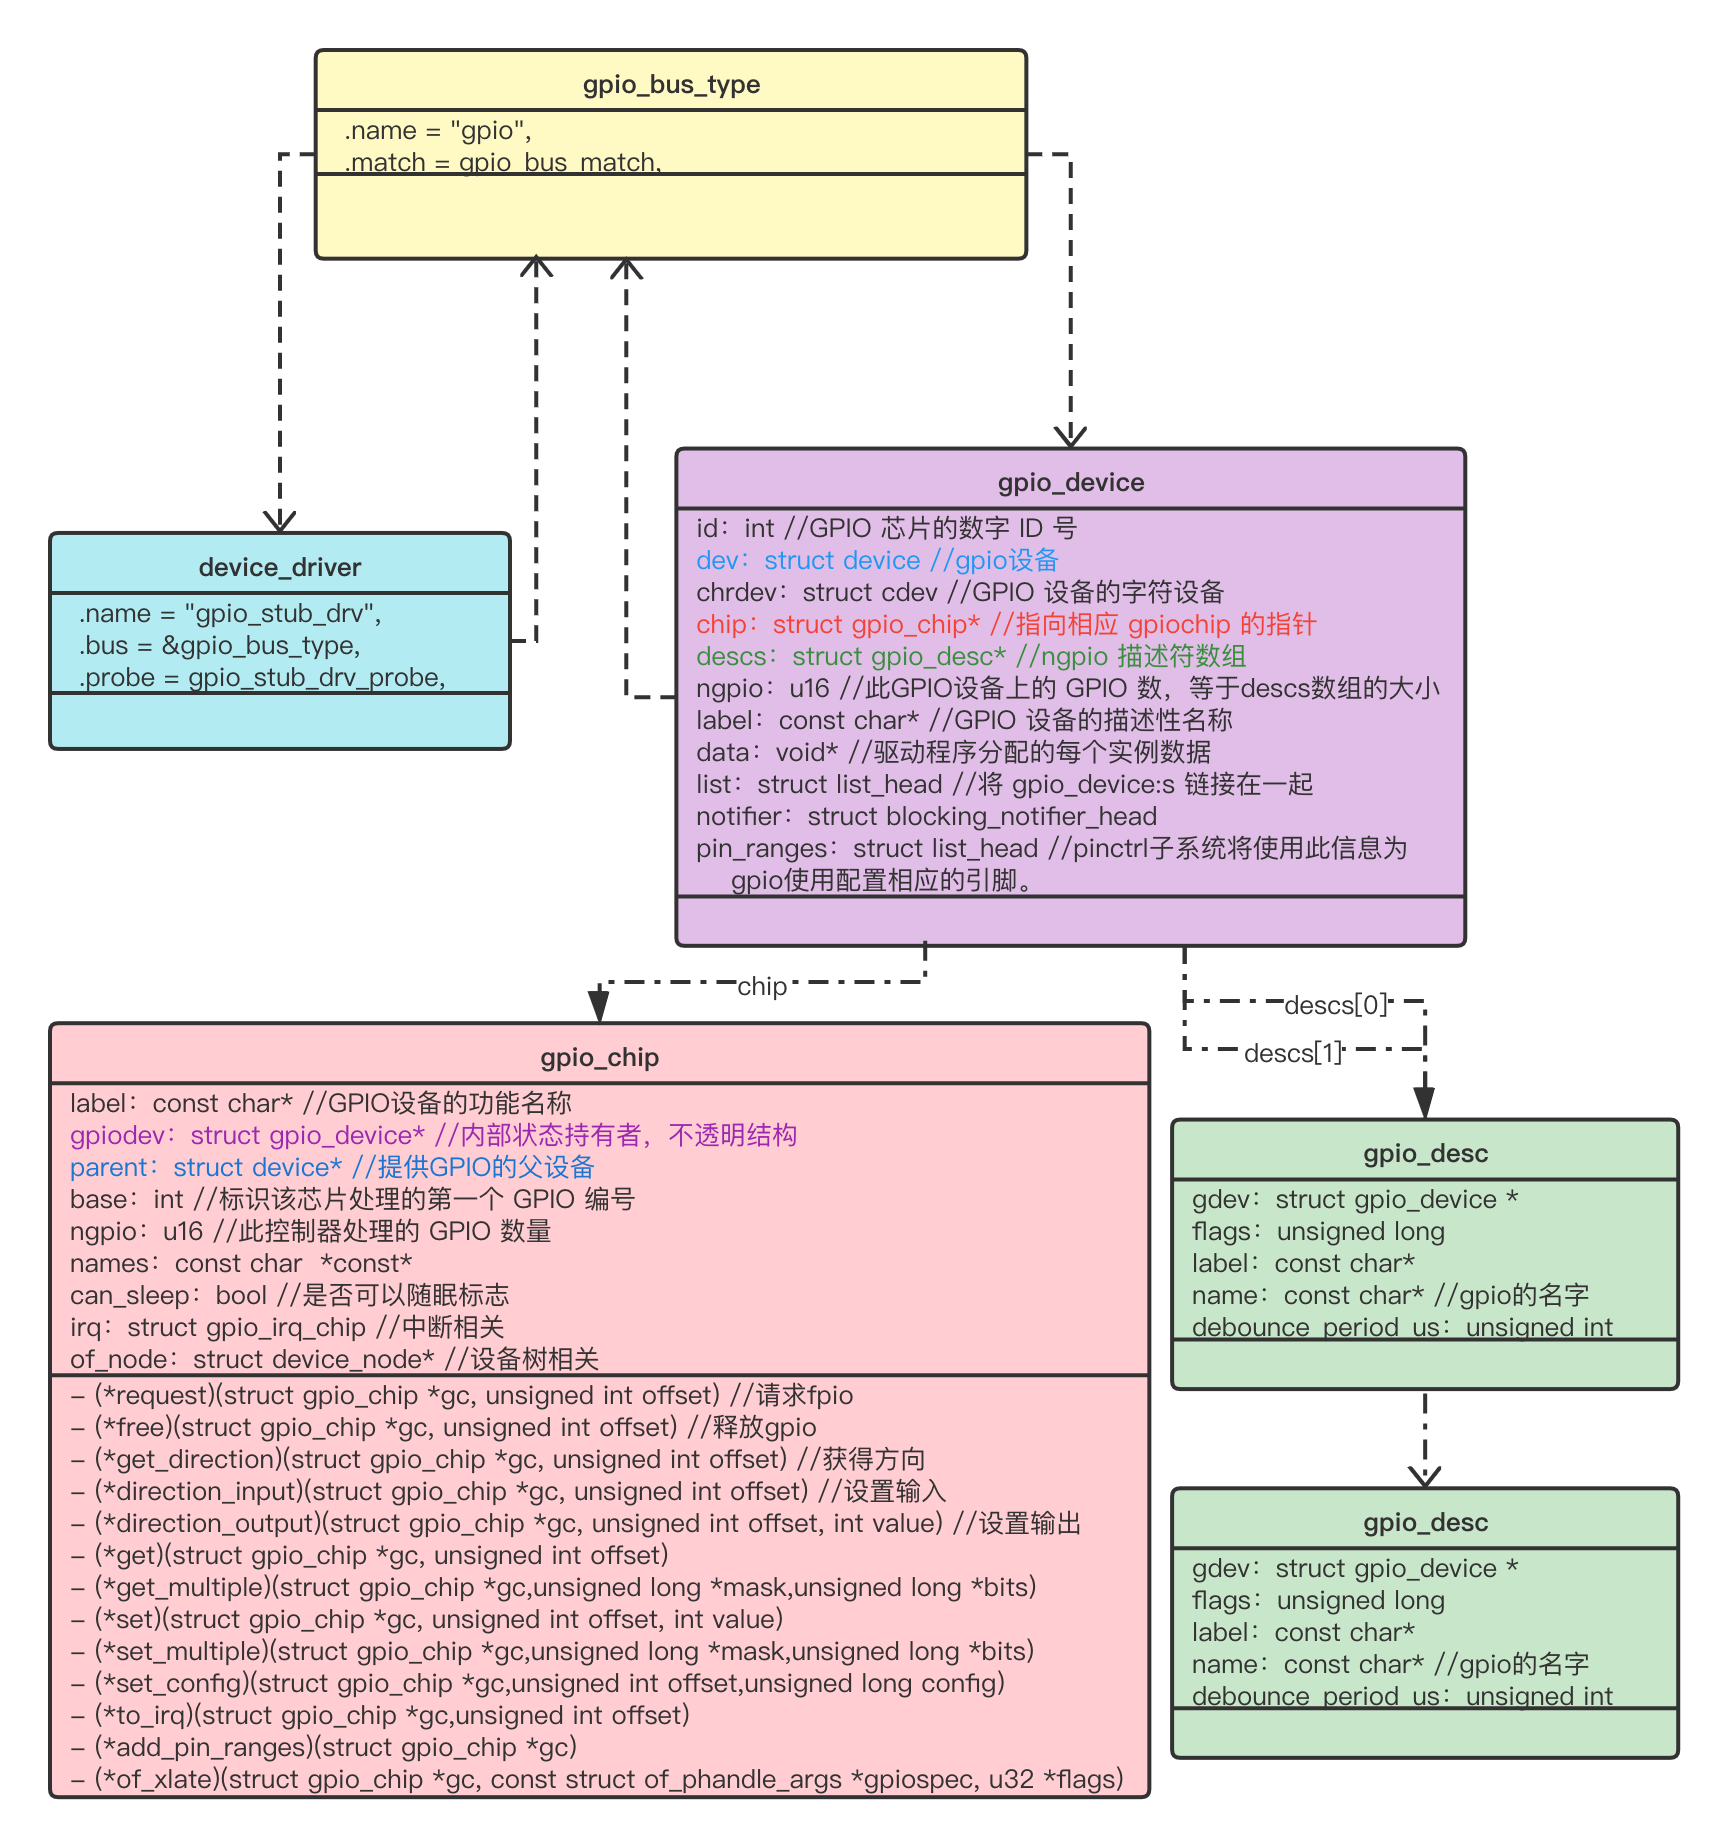 gpio_bus_type
.name = "gpio",
.match = gpio_bus_match,
device_driver
.name = "gpio_stub_drv",
.bus = &gpio_bus_type,
.probe = gpio_stub_drv_probe,
gpio_device
id：int //GPIO 芯片的数字 ID 号
dev：struct device //gpio设备
chrdev：struct cdev //GPIO 设备的字符设备
chip：struct gpio_chip* //指向相应 gpiochip 的指针
descs：struct gpio_desc* //ngpio 描述符数组
ngpio：u16 //此GPIO设备上的 GPIO 数，等于descs数组的大小
label：const char* //GPIO 设备的描述性名称
data：void* //驱动程序分配的每个实例数据
list：struct list_head //将 gpio_device:s 链接在一起
notifier：struct blocking_notifier_head
pin_ranges：struct list_head //pinctrl子系统将使用此信息为
gpio使用配置相应的引脚。
chip
descs[0]
descs[1]
gpio_chip
label：const char* //GPIO设备的功能名称
gpiodev：struct gpio_device* //内部状态持有者，不透明结构
parent：struct device* //提供GPIO的父设备
base：int //标识该芯片处理的第一个 GPIO 编号
ngpio：u16 //此控制器处理的 GPIO 数量
names：const char  *const*
can_sleep：bool //是否可以随眠标志
irq：struct gpio_irq_chip //中断相关
of_node：struct device_node* //设备树相关
– (*request)(struct gpio_chip *gc, unsigned int offset) //请求fpio
– (*free)(struct gpio_chip *gc, unsigned int offset) //释放gpio
– (*get_direction)(struct gpio_chip *gc, unsigned int offset) //获得方向
– (*direction_input)(struct gpio_chip *gc, unsigned int offset) //设置输入
– (*direction_output)(struct gpio_chip *gc, unsigned int offset, int value) //设置输出
– (*get)(struct gpio_chip *gc, unsigned int offset)
– (*get_multiple)(struct gpio_chip *gc,unsigned long *mask,unsigned long *bits)
– (*set)(struct gpio_chip *gc, unsigned int offset, int value)
– (*set_multiple)(struct gpio_chip *gc,unsigned long *mask,unsigned long *bits)
– (*set_config)(struct gpio_chip *gc,unsigned int offset,unsigned long config)
– (*to_irq)(struct gpio_chip *gc,unsigned int offset)
– (*add_pin_ranges)(struct gpio_chip *gc)
– (*of_xlate)(struct gpio_chip *gc, const struct of_phandle_args *gpiospec, u32 *flags)
gpio_desc
gdev：struct gpio_device *
flags：unsigned long
label：const char*
name：const char* //gpio的名字
debounce_period_us：unsigned int
gpio_desc
gdev：struct gpio_device *
flags：unsigned long
label：const char*
name：const char* //gpio的名字
debounce_period_us：unsigned int